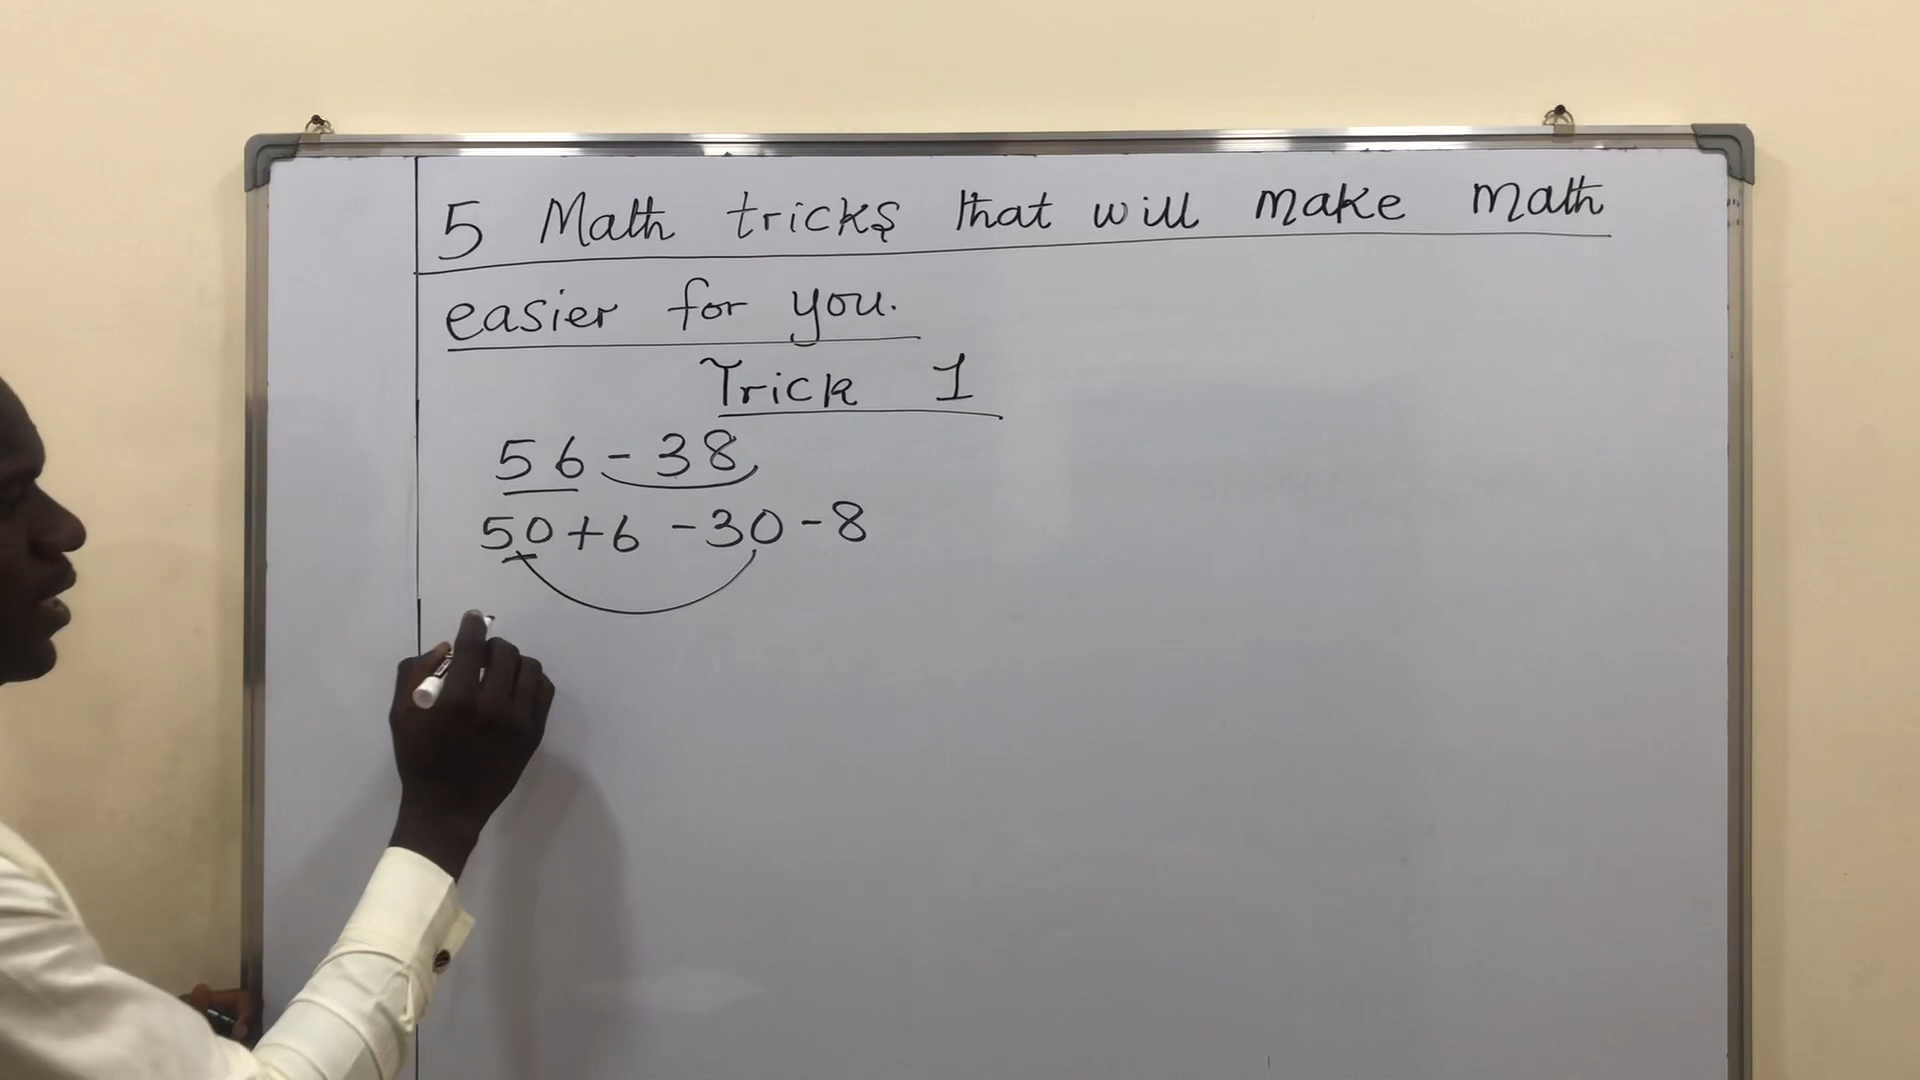 5 Math tricks that will make math
easier for you.
Trick 1
56 - 38
50 + 6 - 30 - 8